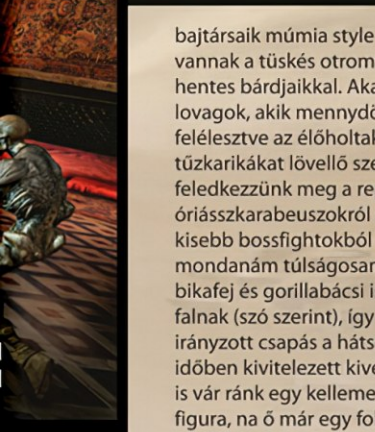 bajtársaik múmia style
vannak a tüskés otrom
hentes bárdjaikkal. Aka
lovagok, akik mennydö
felélesztve az élőholtak
tűzkarikákat lövellő sze
feledkezzünk meg a re
óriásszkarabeuszokról
kisebb bossfightokból
mondanám túlságosan
bikafej és gorillabácsi i
falnak (szó szerint), így
irányzott csapás a háts
időben kivitelezett kive
is vár ránk egy kelleme
figura, na ő már egy fo